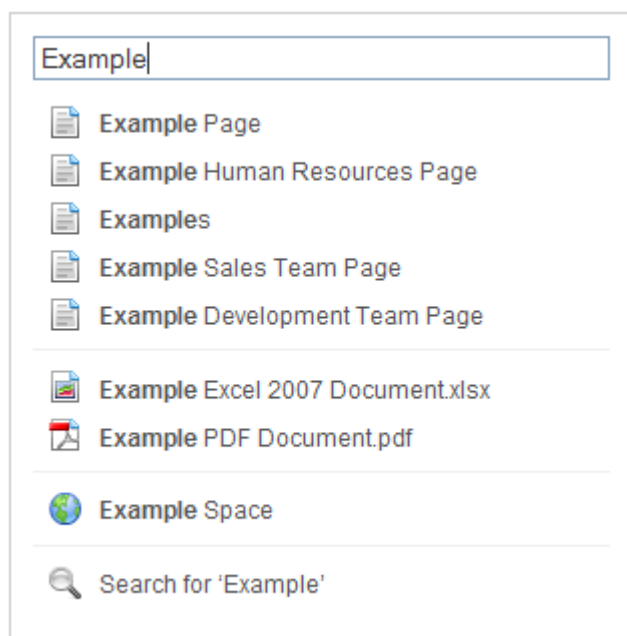 Example
Example Page
Example Human Resources Page
Examples
Example Sales Team Page
Example Development Team Page
Example Excel 2007 Document.xlsx
Example PDF Document.pdf
Example Space
Search for ‘Example’